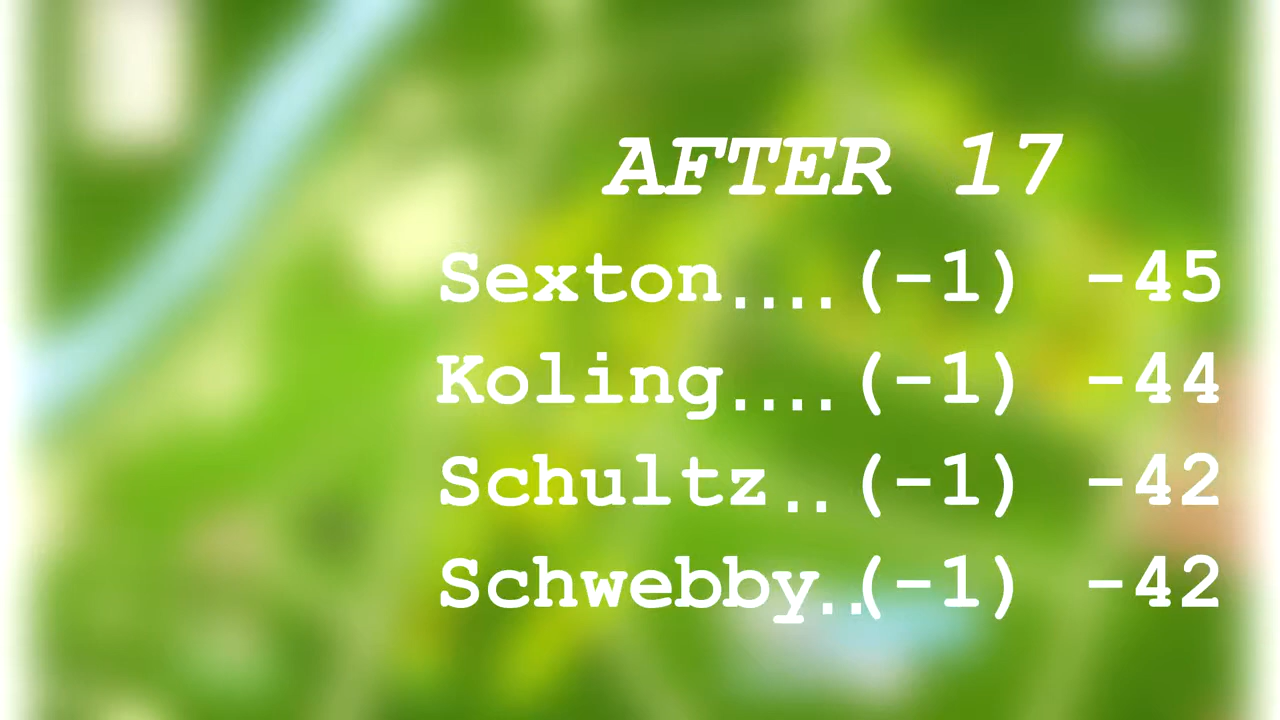 AFTER 17
Sexton....(-1) -45
Koling....(-1) -44
Schultz..(-1) -42
Schwebby..(-1) -42